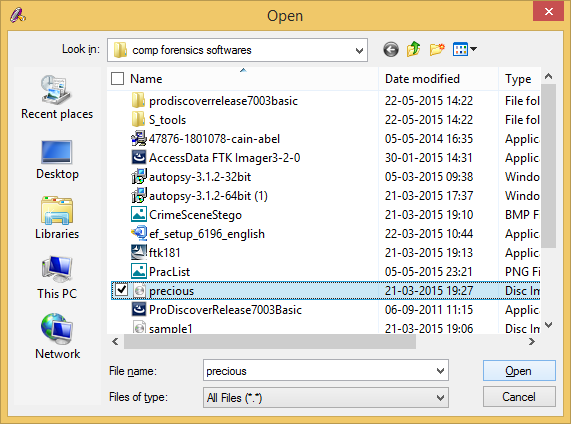 Open
Look in: comp forensics softwares
Name Date modified Type
prodiscoverrelease7003basic 22-05-2015 14:22 File fol
S_tools 22-05-2015 14:22 File fol
47876-1801078-cain-abel 05-05-2014 16:35 Applic
AccessData FTK Imager3-2-0 30-01-2015 14:31 Applic
autopsy-3.1.2-32bit 05-03-2015 09:38 Windo
autopsy-3.1.2-64bit (1) 21-03-2015 17:37 Windo
CrimeSceneStego 21-03-2015 19:10 BMP F
ef_setup_6196_english 22-03-2015 10:44 Applic
ftk181 21-03-2015 19:13 Applic
PracList 05-05-2015 23:21 PNG Fi
precious 21-03-2015 19:27 Disc Im
ProDiscoverRelease7003Basic 06-09-2011 11:15 Applic
sample1 21-03-2015 19:06 Disc Im
Recent places
Desktop
Libraries
This PC
Network
File name: precious Open
Files of type: All Files (*.*) Cancel